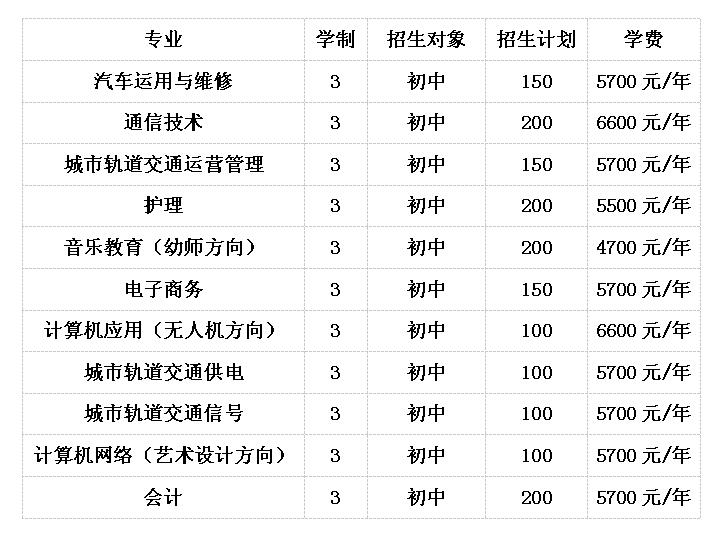 专业 学制 招生对象 招生计划 学费
汽车运用与维修 3 初中 150 5700 元/年
通信技术 3 初中 200 6600 元/年
城市轨道交通运营管理 3 初中 150 5700 元/年
护理 3 初中 200 5500 元/年
音乐教育（幼师方向） 3 初中 200 4700 元/年
电子商务 3 初中 150 5700 元/年
计算机应用（无人机方向） 3 初中 100 6600 元/年
城市轨道交通供电 3 初中 100 5700 元/年
城市轨道交通信号 3 初中 100 5700 元/年
计算机网络（艺术设计方向） 3 初中 100 5700 元/年
会计 3 初中 200 5700 元/年